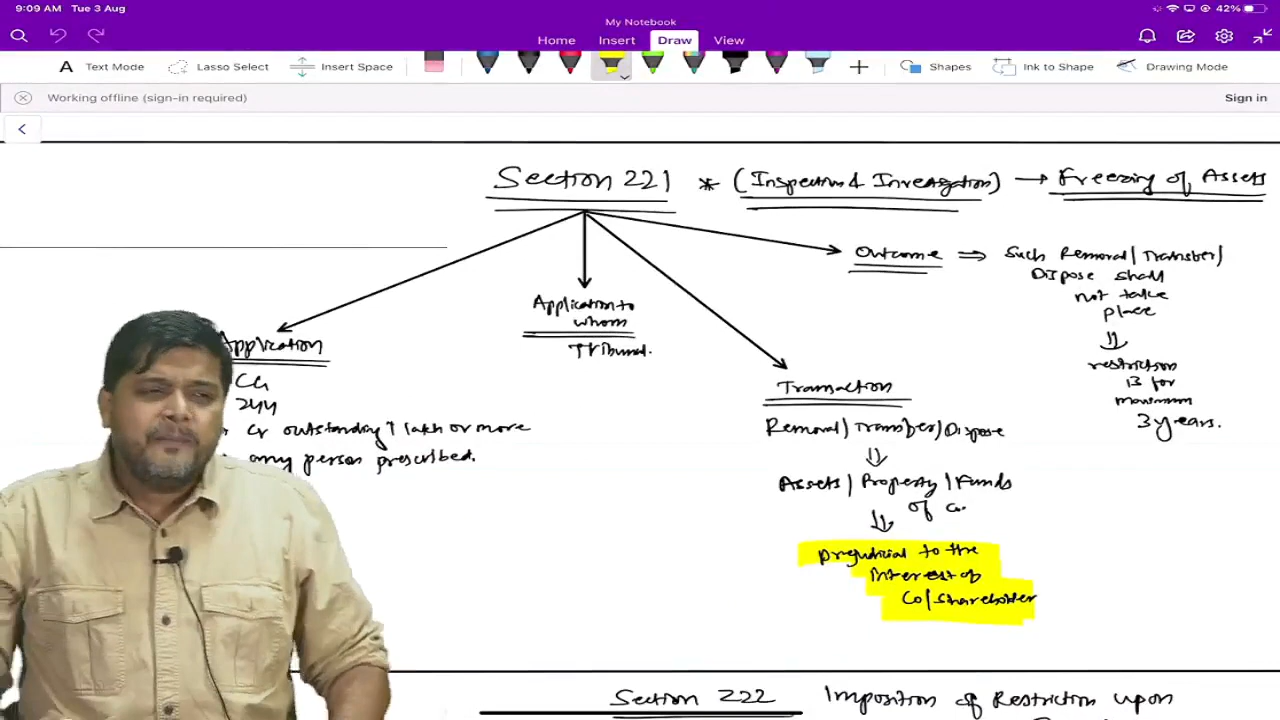 9:09 AM Tue 3 Aug
42%
My Notebook
Home Insert Draw View
Text Mode Lasso Select Insert Space Shapes Ink to Shape Drawing Mode
Working offline (sign-in required) Sign in
Section 221 * (Inspection & Investigation) → Freezing of Assets
Outcome ⇒ Such Removal/Transfer/
Dispose shall
not take
place
⇓
restriction
is for
maximum
3 years.
Application to
whom
Tribunal.
Application
CG
244
Cr outstanding 1 lakh or more
any person prescribed.
Transaction
Removal/Transfer/Dispose
⇓
Assets/Property/Funds
of Co.
⇓
prejudicial to the
interest of
Co/Shareholder
Section 222 Imposition of Restriction upon